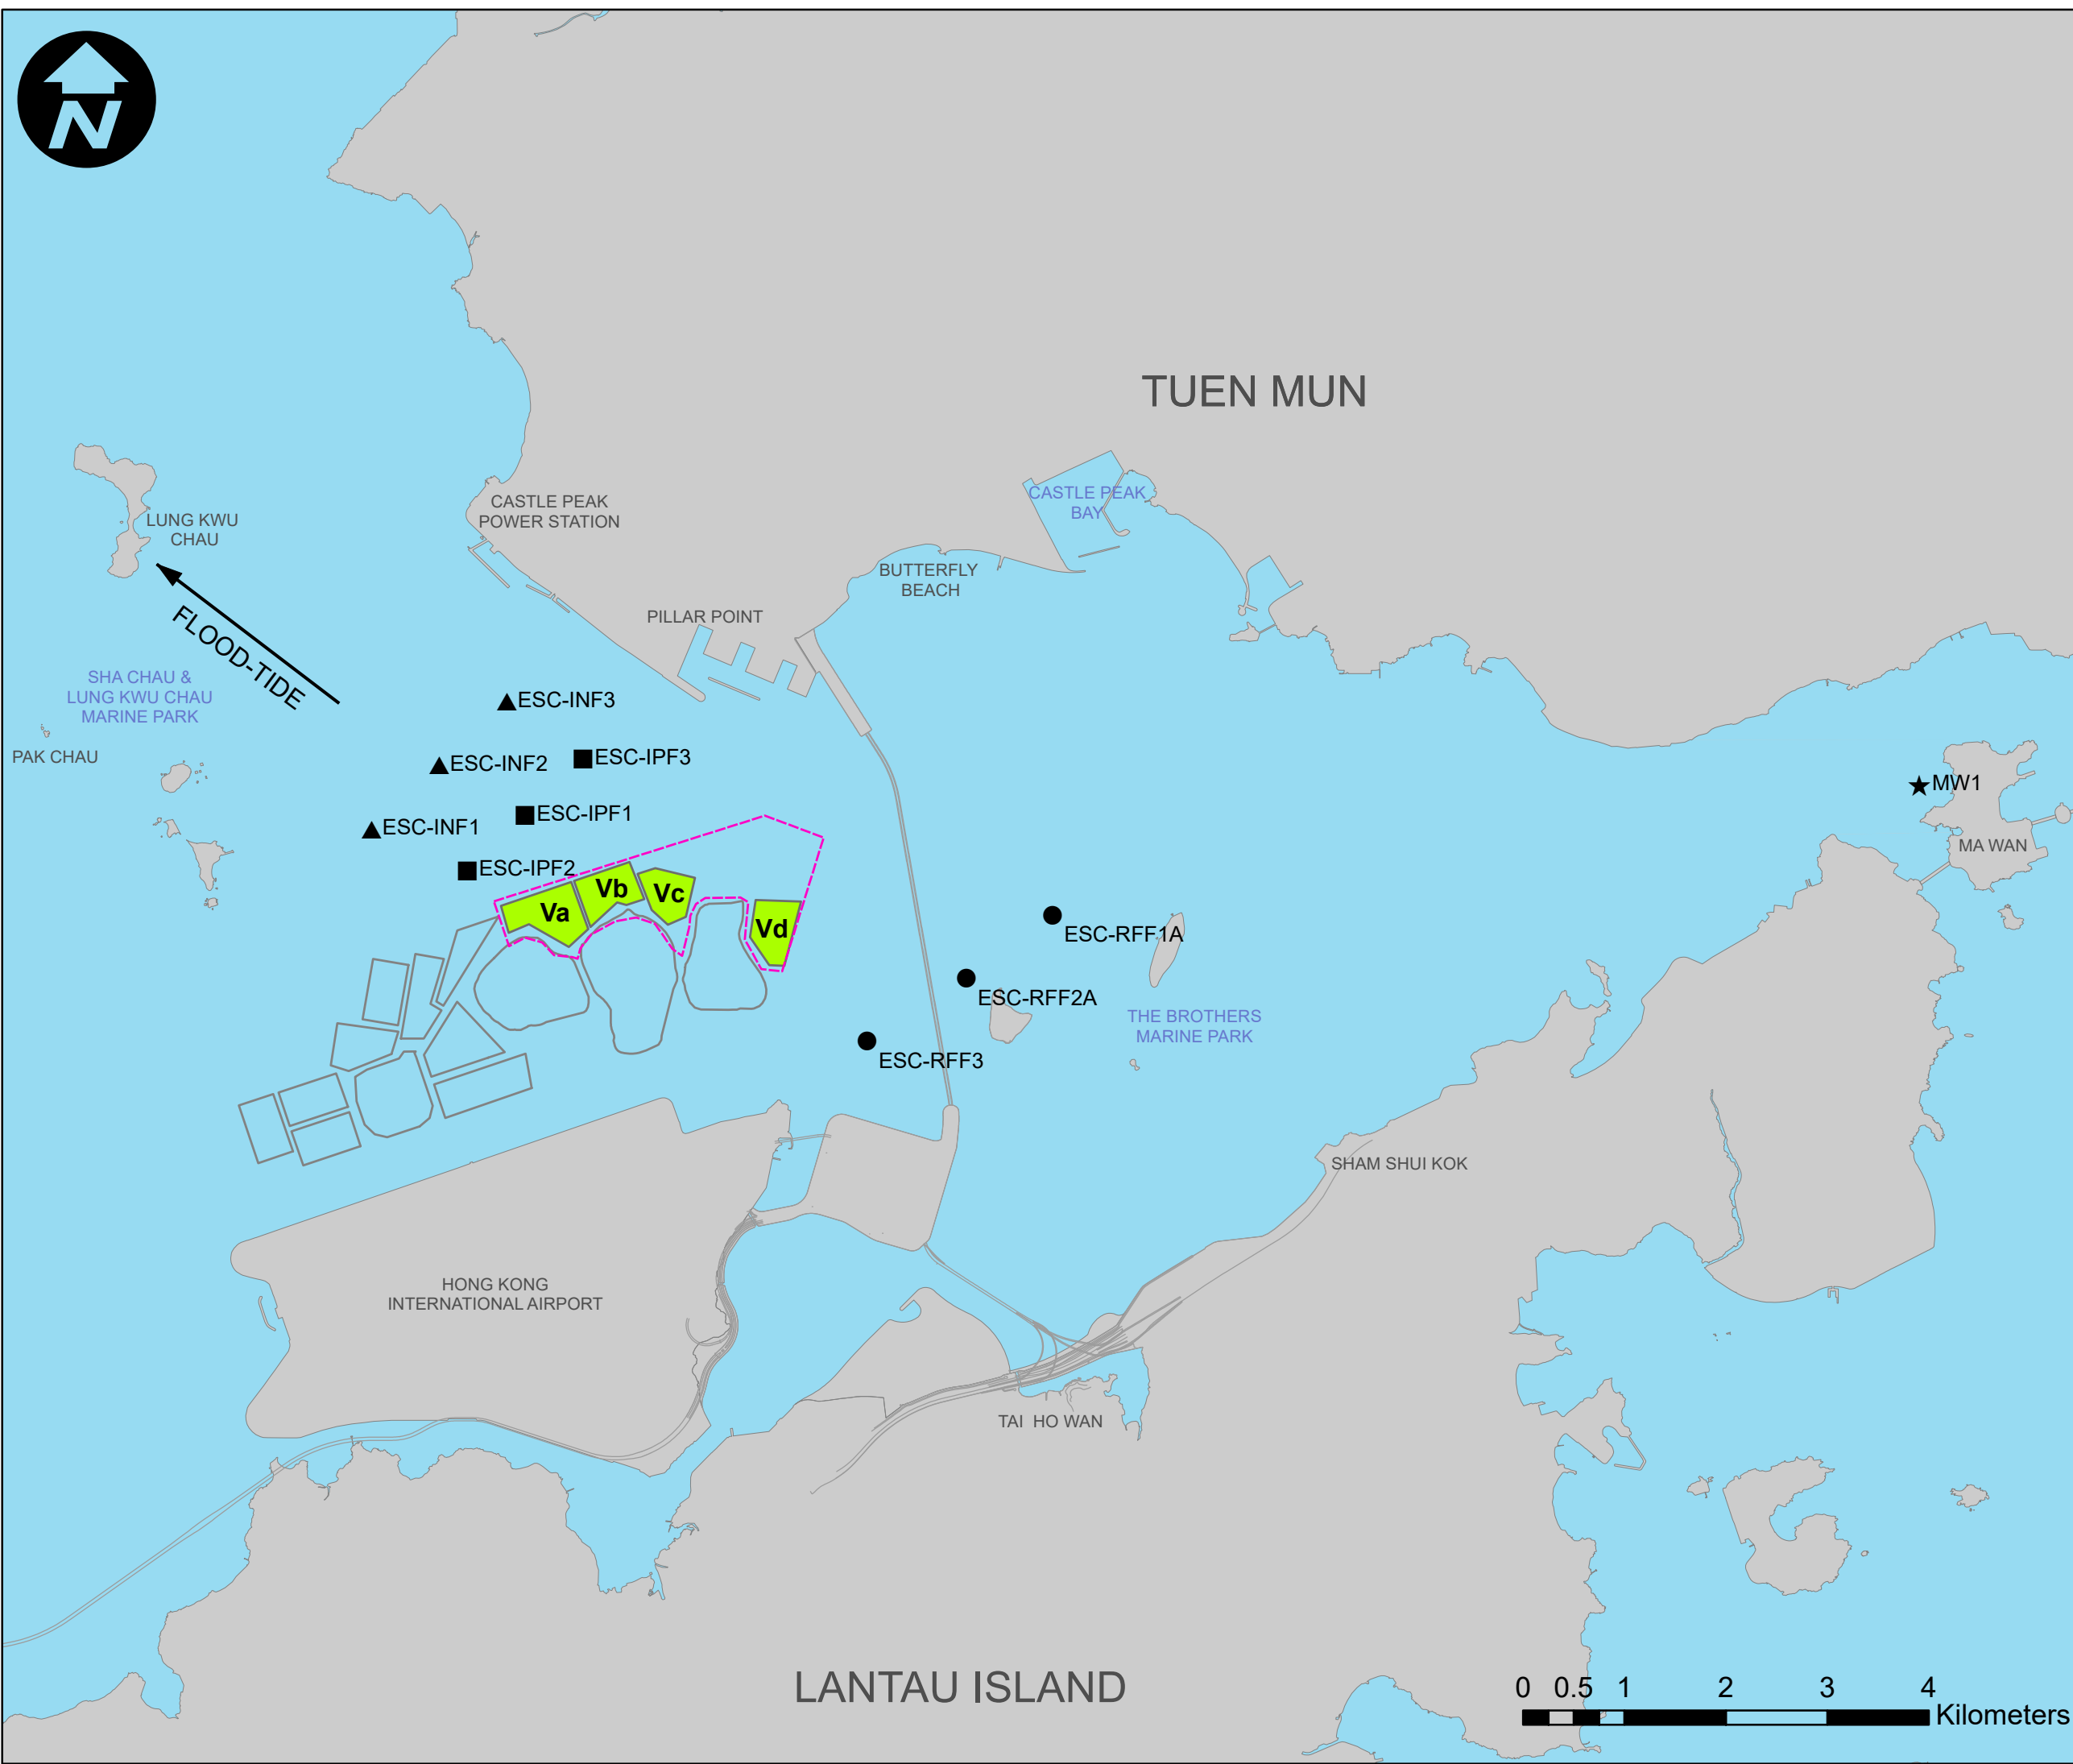 N
TUEN MUN
CASTLE PEAK
BAY
CASTLE PEAK
POWER STATION
LUNG KWU
CHAU
BUTTERFLY
BEACH
PILLAR POINT
FLOOD-TIDE
SHA CHAU &
LUNG KWU CHAU
MARINE PARK
PAK CHAU
ESC-INF3
ESC-INF2
ESC-IPF3
ESC-INF1
ESC-IPF1
ESC-IPF2
MW1
MA WAN
Va
Vb
Vc
Vd
ESC-RFF1A
ESC-RFF2A
ESC-RFF3
THE BROTHERS
MARINE PARK
SHAM SHUI KOK
HONG KONG
INTERNATIONAL AIRPORT
TAI HO WAN
LANTAU ISLAND
0 0.5 1 2 3 4
Kilometers